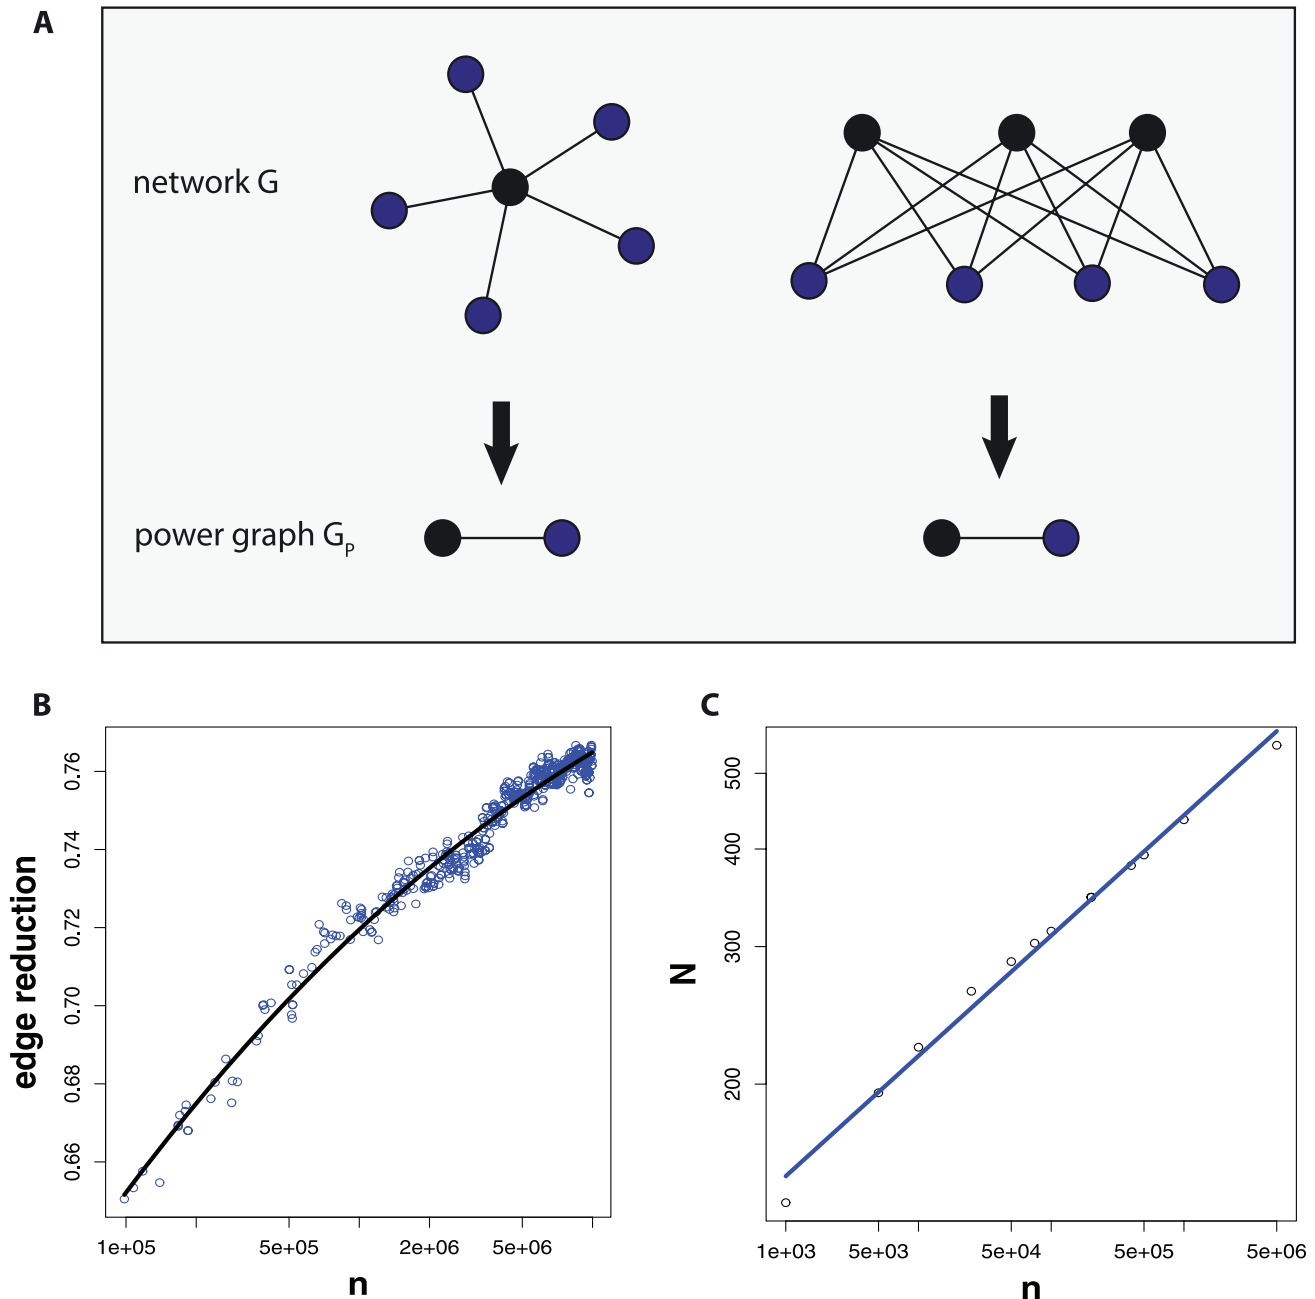 A
network G
power graph G_P
B
edge reduction
0.76
0.74
0.72
0.70
0.68
0.66
1e+05 5e+05 2e+06 5e+06
n
C
N
500
400
300
200
1e+03 5e+03 5e+04 5e+05 5e+06
n